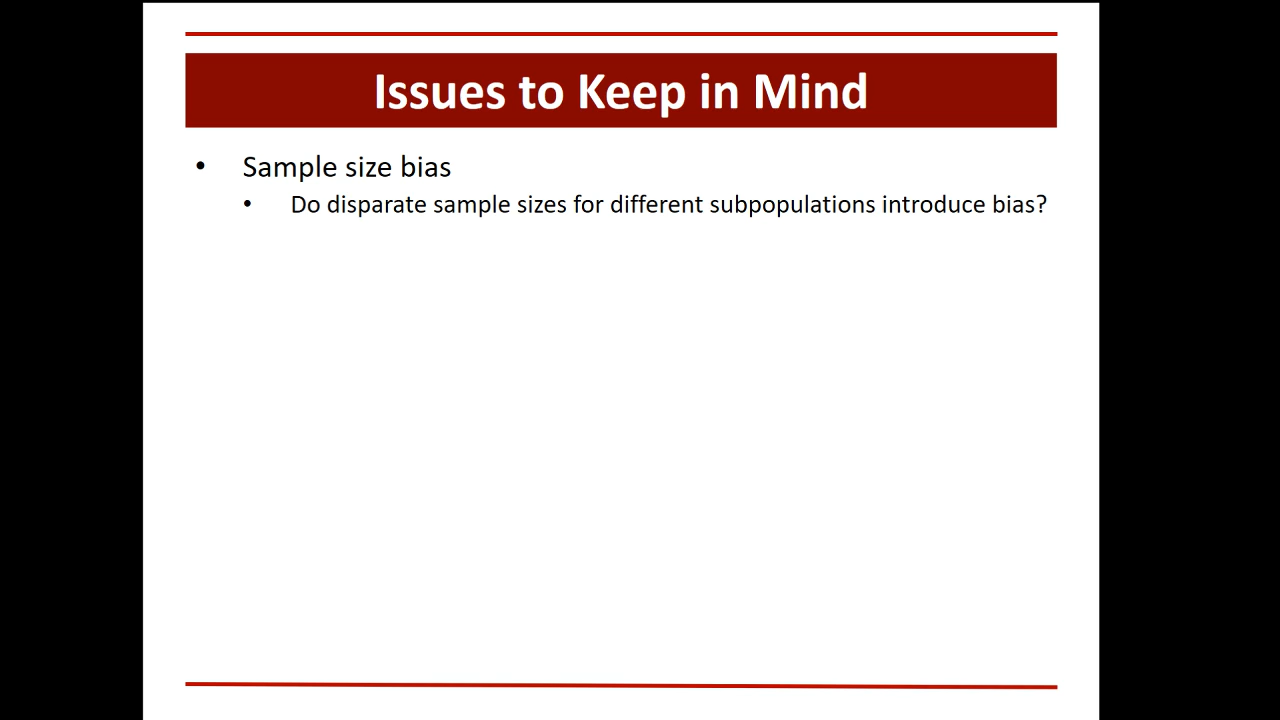 Issues to Keep in Mind
• Sample size bias
• Do disparate sample sizes for different subpopulations introduce bias?